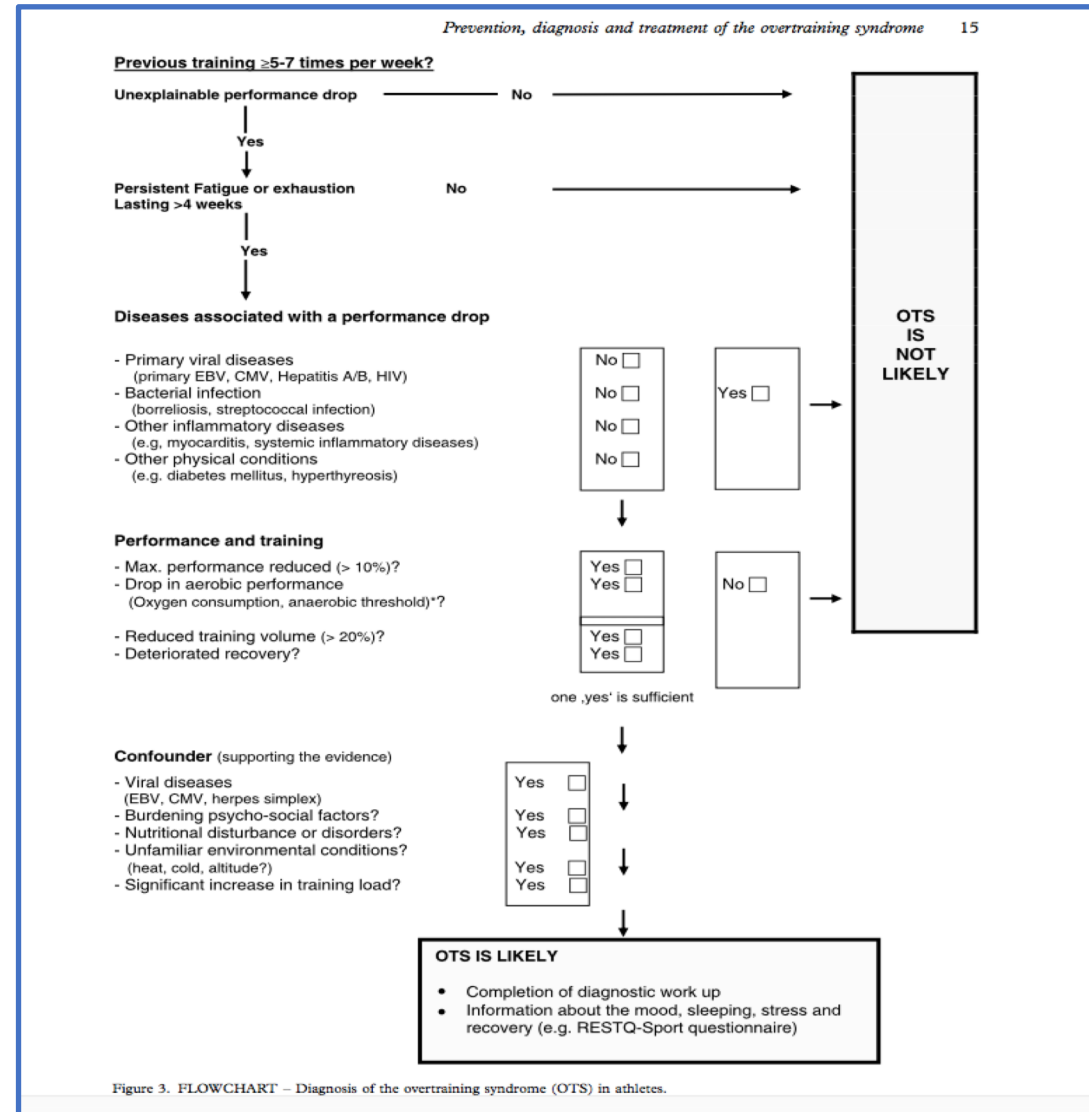 Prevention, diagnosis and treatment of the overtraining syndrome 15
Previous training ≥5-7 times per week?
Unexplainable performance drop No
Yes
Persistent Fatigue or exhaustion No
Lasting >4 weeks
Yes
Diseases associated with a performance drop
OTS
IS
NOT
LIKELY
- Primary viral diseases No
(primary EBV, CMV, Hepatitis A/B, HIV)
- Bacterial infection No Yes
(borreliosis, streptococcal infection)
- Other inflammatory diseases No
(e.g, myocarditis, systemic inflammatory diseases)
- Other physical conditions No
(e.g. diabetes mellitus, hyperthyreosis)
Performance and training
- Max. performance reduced (> 10%)? Yes
- Drop in aerobic performance Yes No
(Oxygen consumption, anaerobic threshold)*?
- Reduced training volume (> 20%)? Yes
- Deteriorated recovery? Yes
one ‚yes‘ is sufficient
Confounder (supporting the evidence)
- Viral diseases Yes
(EBV, CMV, herpes simplex)
- Burdening psycho-social factors? Yes
- Nutritional disturbance or disorders? Yes
- Unfamiliar environmental conditions?
(heat, cold, altitude?) Yes
- Significant increase in training load? Yes
OTS IS LIKELY
• Completion of diagnostic work up
• Information about the mood, sleeping, stress and
recovery (e.g. RESTQ-Sport questionnaire)
Figure 3. FLOWCHART – Diagnosis of the overtraining syndrome (OTS) in athletes.